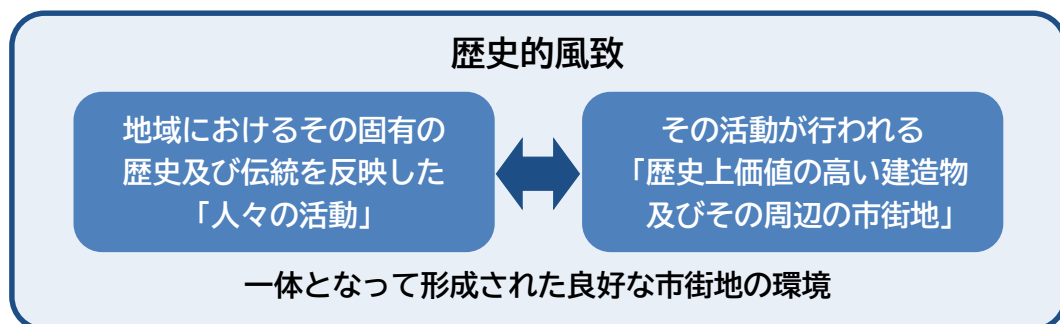 歴史的風致
地域におけるその固有の
歴史及び伝統を反映した
「人々の活動」
その活動が行われる
「歴史上価値の高い建造物
及びその周辺の市街地」
一体となって形成された良好な市街地の環境